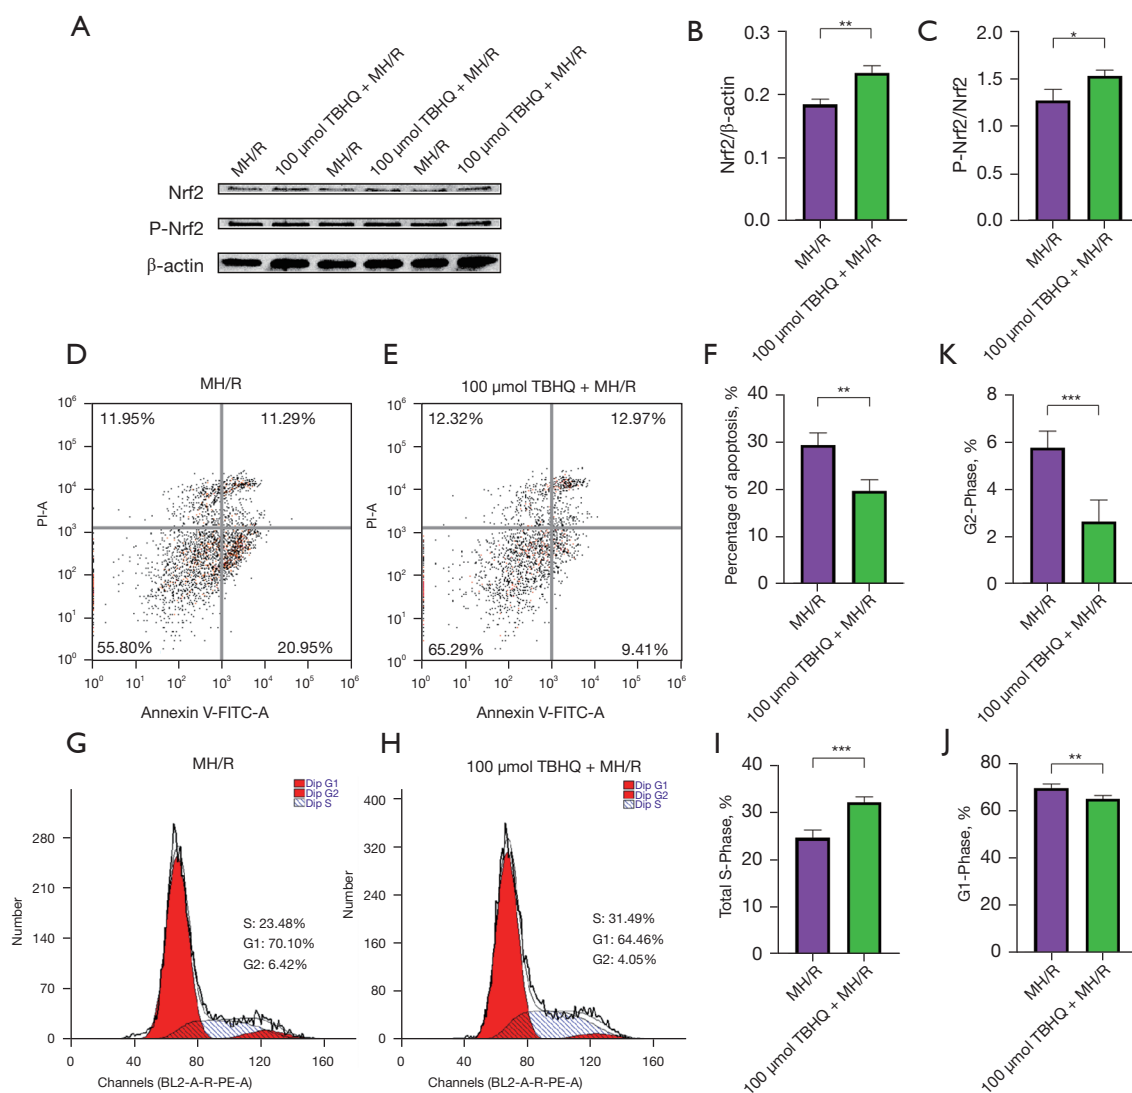 A
MH/R
100 µmol TBHQ + MH/R
MH/R
100 µmol TBHQ + MH/R
MH/R
100 µmol TBHQ + MH/R
Nrf2
P-Nrf2
β-actin
B
**
Nrf2/β-actin
0.3
0.2
0.1
0.0
MH/R
100 µmol TBHQ + MH/R
C
*
P-Nrf2/Nrf2
2.0
1.5
1.0
0.5
0.0
MH/R
100 µmol TBHQ + MH/R
D
MH/R
PI-A
10⁶
10⁵
10⁴
10³
10²
10¹
10⁰
11.95%
11.29%
55.80%
20.95%
10⁰ 10¹ 10² 10³ 10⁴ 10⁵ 10⁶
Annexin V-FITC-A
E
100 µmol TBHQ + MH/R
PI-A
10⁶
10⁵
10⁴
10³
10²
10¹
10⁰
12.32%
12.97%
65.29%
9.41%
10⁰ 10¹ 10² 10³ 10⁴ 10⁵ 10⁶
Annexin V-FITC-A
F
**
Percentage of apoptosis, %
40
30
20
10
0
MH/R
100 µmol TBHQ + MH/R
K
***
G2-Phase, %
8
6
4
2
0
MH/R
100 µmol TBHQ + MH/R
G
MH/R
Dip G1
Dip G2
Dip S
Number
280
210
140
70
0
S: 23.48%
G1: 70.10%
G2: 6.42%
0 40 80 120 160
Channels (BL2-A-R-PE-A)
H
100 µmol TBHQ + MH/R
Dip G1
Dip G2
Dip S
Number
400
320
240
160
80
0
S: 31.49%
G1: 64.46%
G2: 4.05%
0 40 80 120 160
Channels (BL2-A-R-PE-A)
I
***
Total S-Phase, %
40
30
20
10
0
MH/R
100 µmol TBHQ + MH/R
J
**
G1-Phase, %
80
60
40
20
0
MH/R
100 µmol TBHQ + MH/R